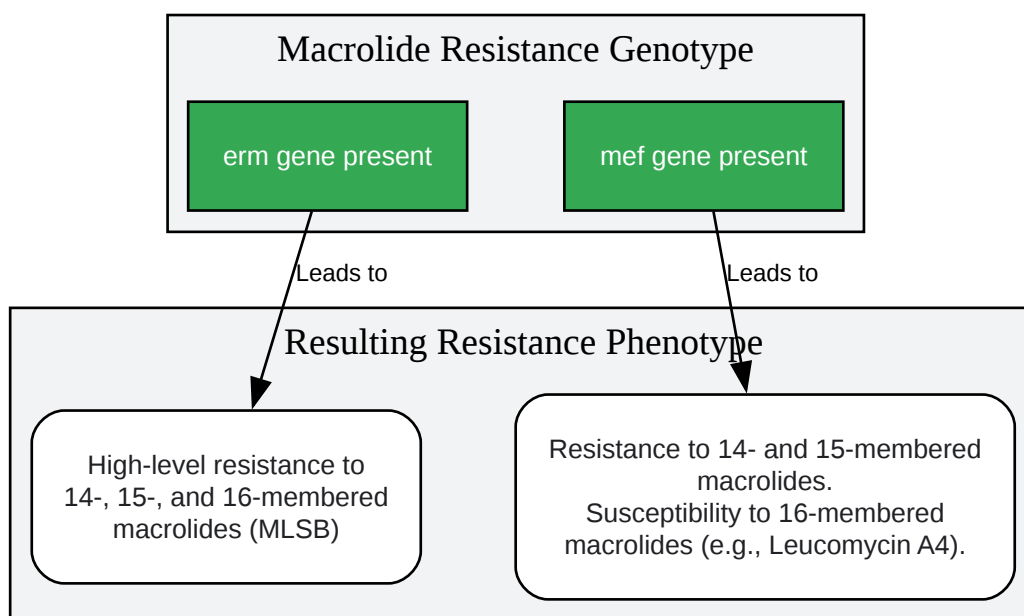 Macrolide Resistance Genotype
erm gene present
mef gene present
Leads to
Leads to
Resulting Resistance Phenotype
High-level resistance to
14-, 15-, and 16-membered
macrolides (MLSB)
Resistance to 14- and 15-membered
macrolides.
Susceptibility to 16-membered
macrolides (e.g., Leucomycin A4).